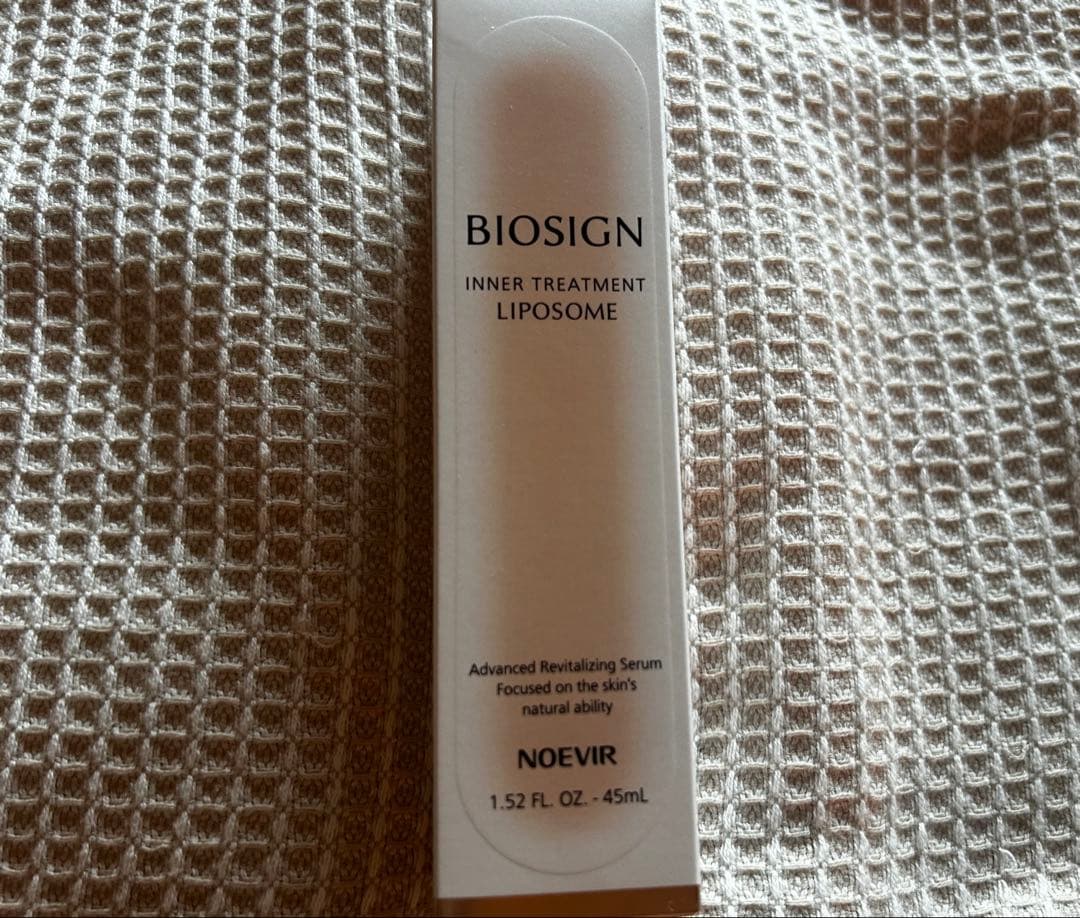 BIOSIGN
INNER TREATMENT
LIPOSOME
Advanced Revitalizing Serum
Focused on the skin's
natural ability
NOEVIR
1.52 FL. OZ. - 45mL